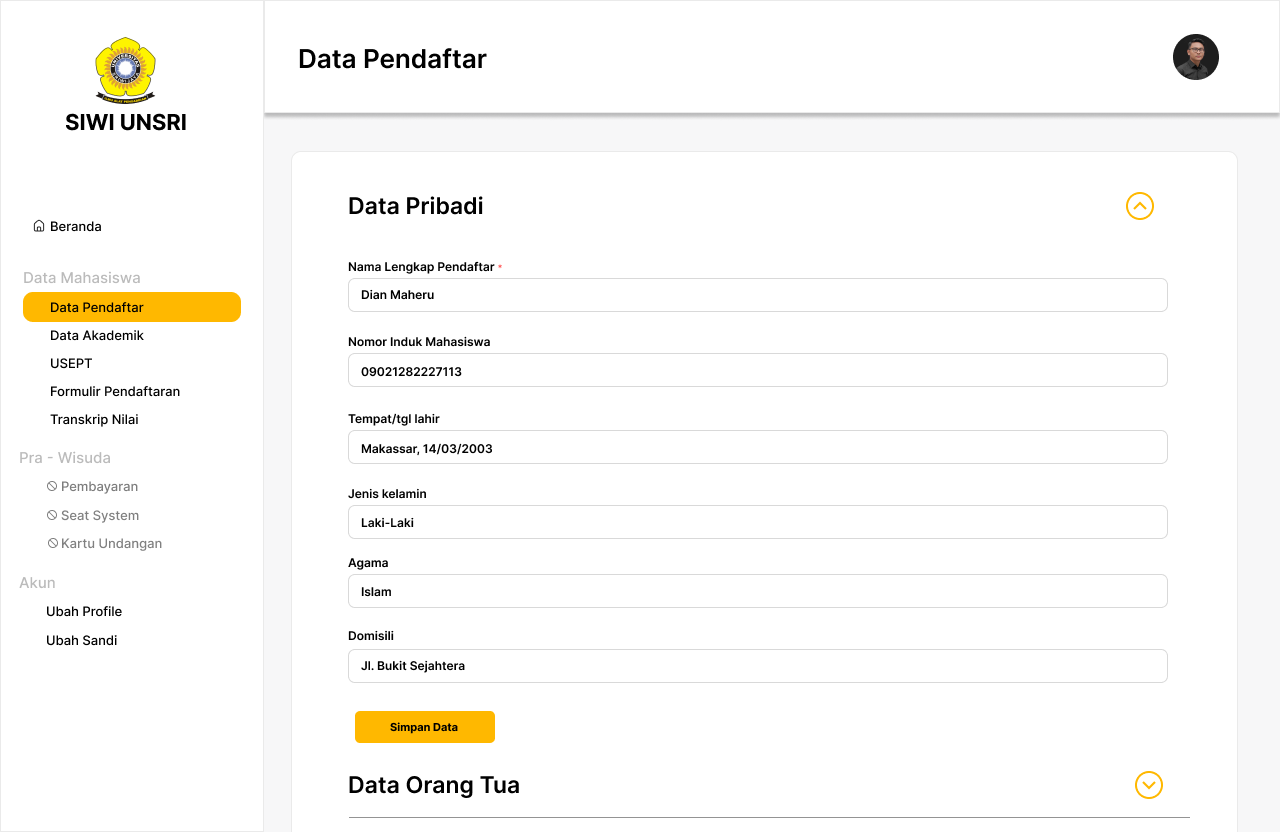 SIWI UNSRI
Beranda
Data Mahasiswa
Data Pendaftar
Data Akademik
USEPT
Formulir Pendaftaran
Transkrip Nilai
Pra - Wisuda
Pembayaran
Seat System
Kartu Undangan
Akun
Ubah Profile
Ubah Sandi
Data Pendaftar
Data Pribadi
Nama Lengkap Pendaftar *
Dian Maheru
Nomor Induk Mahasiswa
09021282227113
Tempat/tgl lahir
Makassar, 14/03/2003
Jenis kelamin
Laki-Laki
Agama
Islam
Domisili
Jl. Bukit Sejahtera
Simpan Data
Data Orang Tua